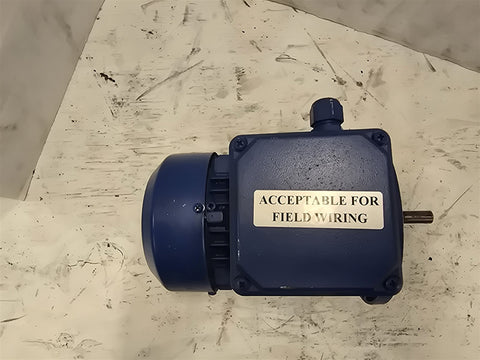 ACCEPTABLE FOR
FIELD WIRING